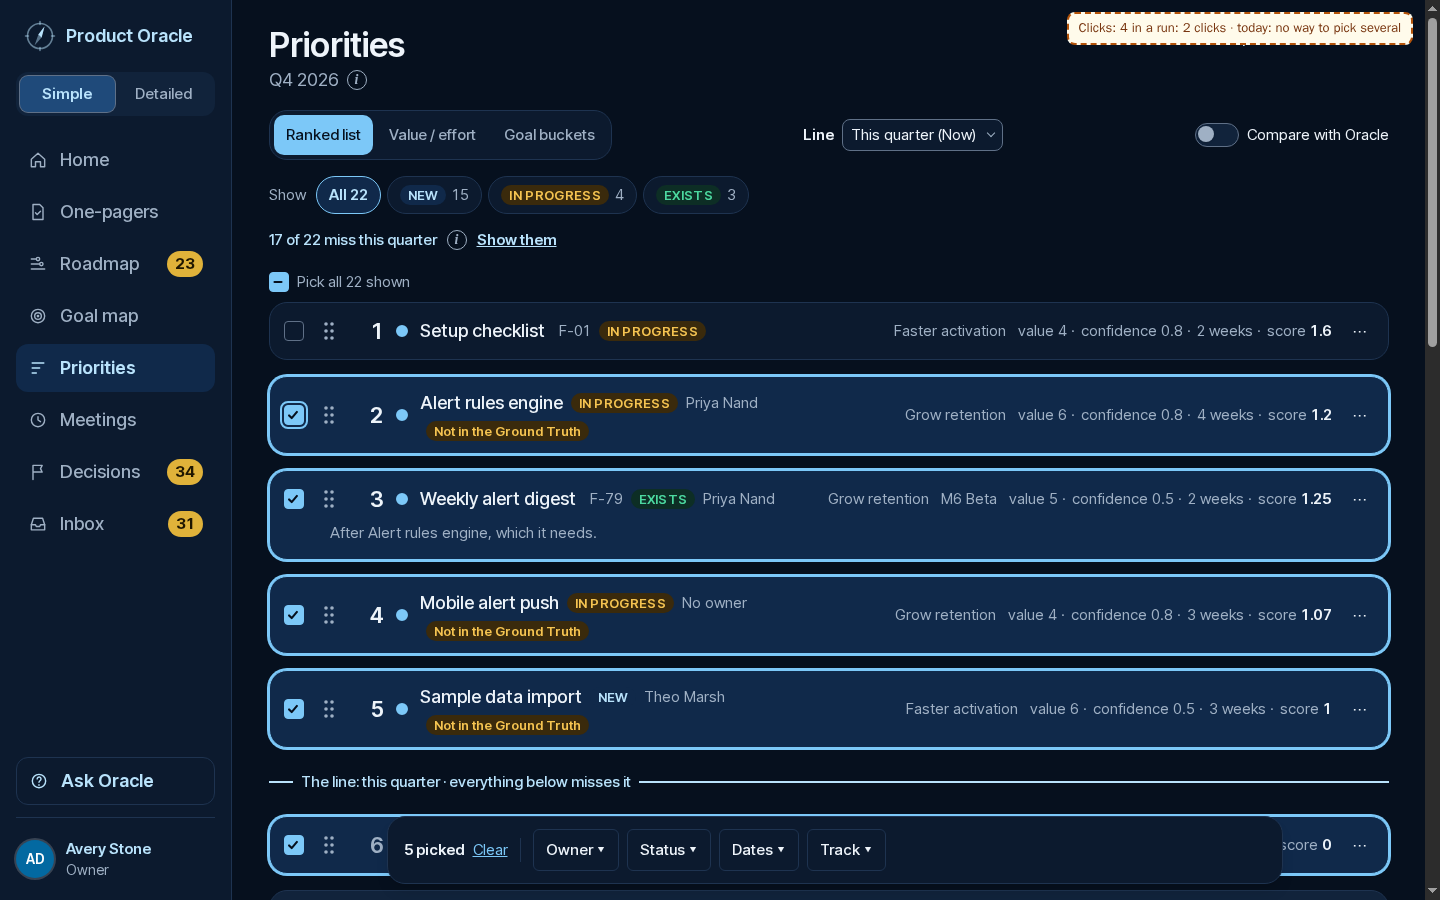 Product Oracle
Simple
Detailed
Home
One-pagers
Roadmap 23
Goal map
Priorities
Meetings
Decisions 34
Inbox 31
Ask Oracle
AD
Avery Stone
Owner
Clicks: 4 in a run: 2 clicks · today: no way to pick several
Priorities
Q4 2026 i
Ranked list Value / effort Goal buckets
Line This quarter (Now)
Compare with Oracle
Show All 22 NEW 15 IN PROGRESS 4 EXISTS 3
17 of 22 miss this quarter i Show them
Pick all 22 shown
1 Setup checklist F-01 IN PROGRESS Faster activation value 4 · confidence 0.8 · 2 weeks · score 1.6 ···
2 Alert rules engine IN PROGRESS Priya Nand Grow retention value 6 · confidence 0.8 · 4 weeks · score 1.2 ···
Not in the Ground Truth
3 Weekly alert digest F-79 EXISTS Priya Nand Grow retention M6 Beta value 5 · confidence 0.5 · 2 weeks · score 1.25 ···
After Alert rules engine, which it needs.
4 Mobile alert push IN PROGRESS No owner Grow retention value 4 · confidence 0.8 · 3 weeks · score 1.07 ···
Not in the Ground Truth
5 Sample data import NEW Theo Marsh Faster activation value 6 · confidence 0.5 · 3 weeks · score 1 ···
Not in the Ground Truth
The line: this quarter · everything below misses it
6 score 0 ···
5 picked Clear Owner ▾ Status ▾ Dates ▾ Track ▾